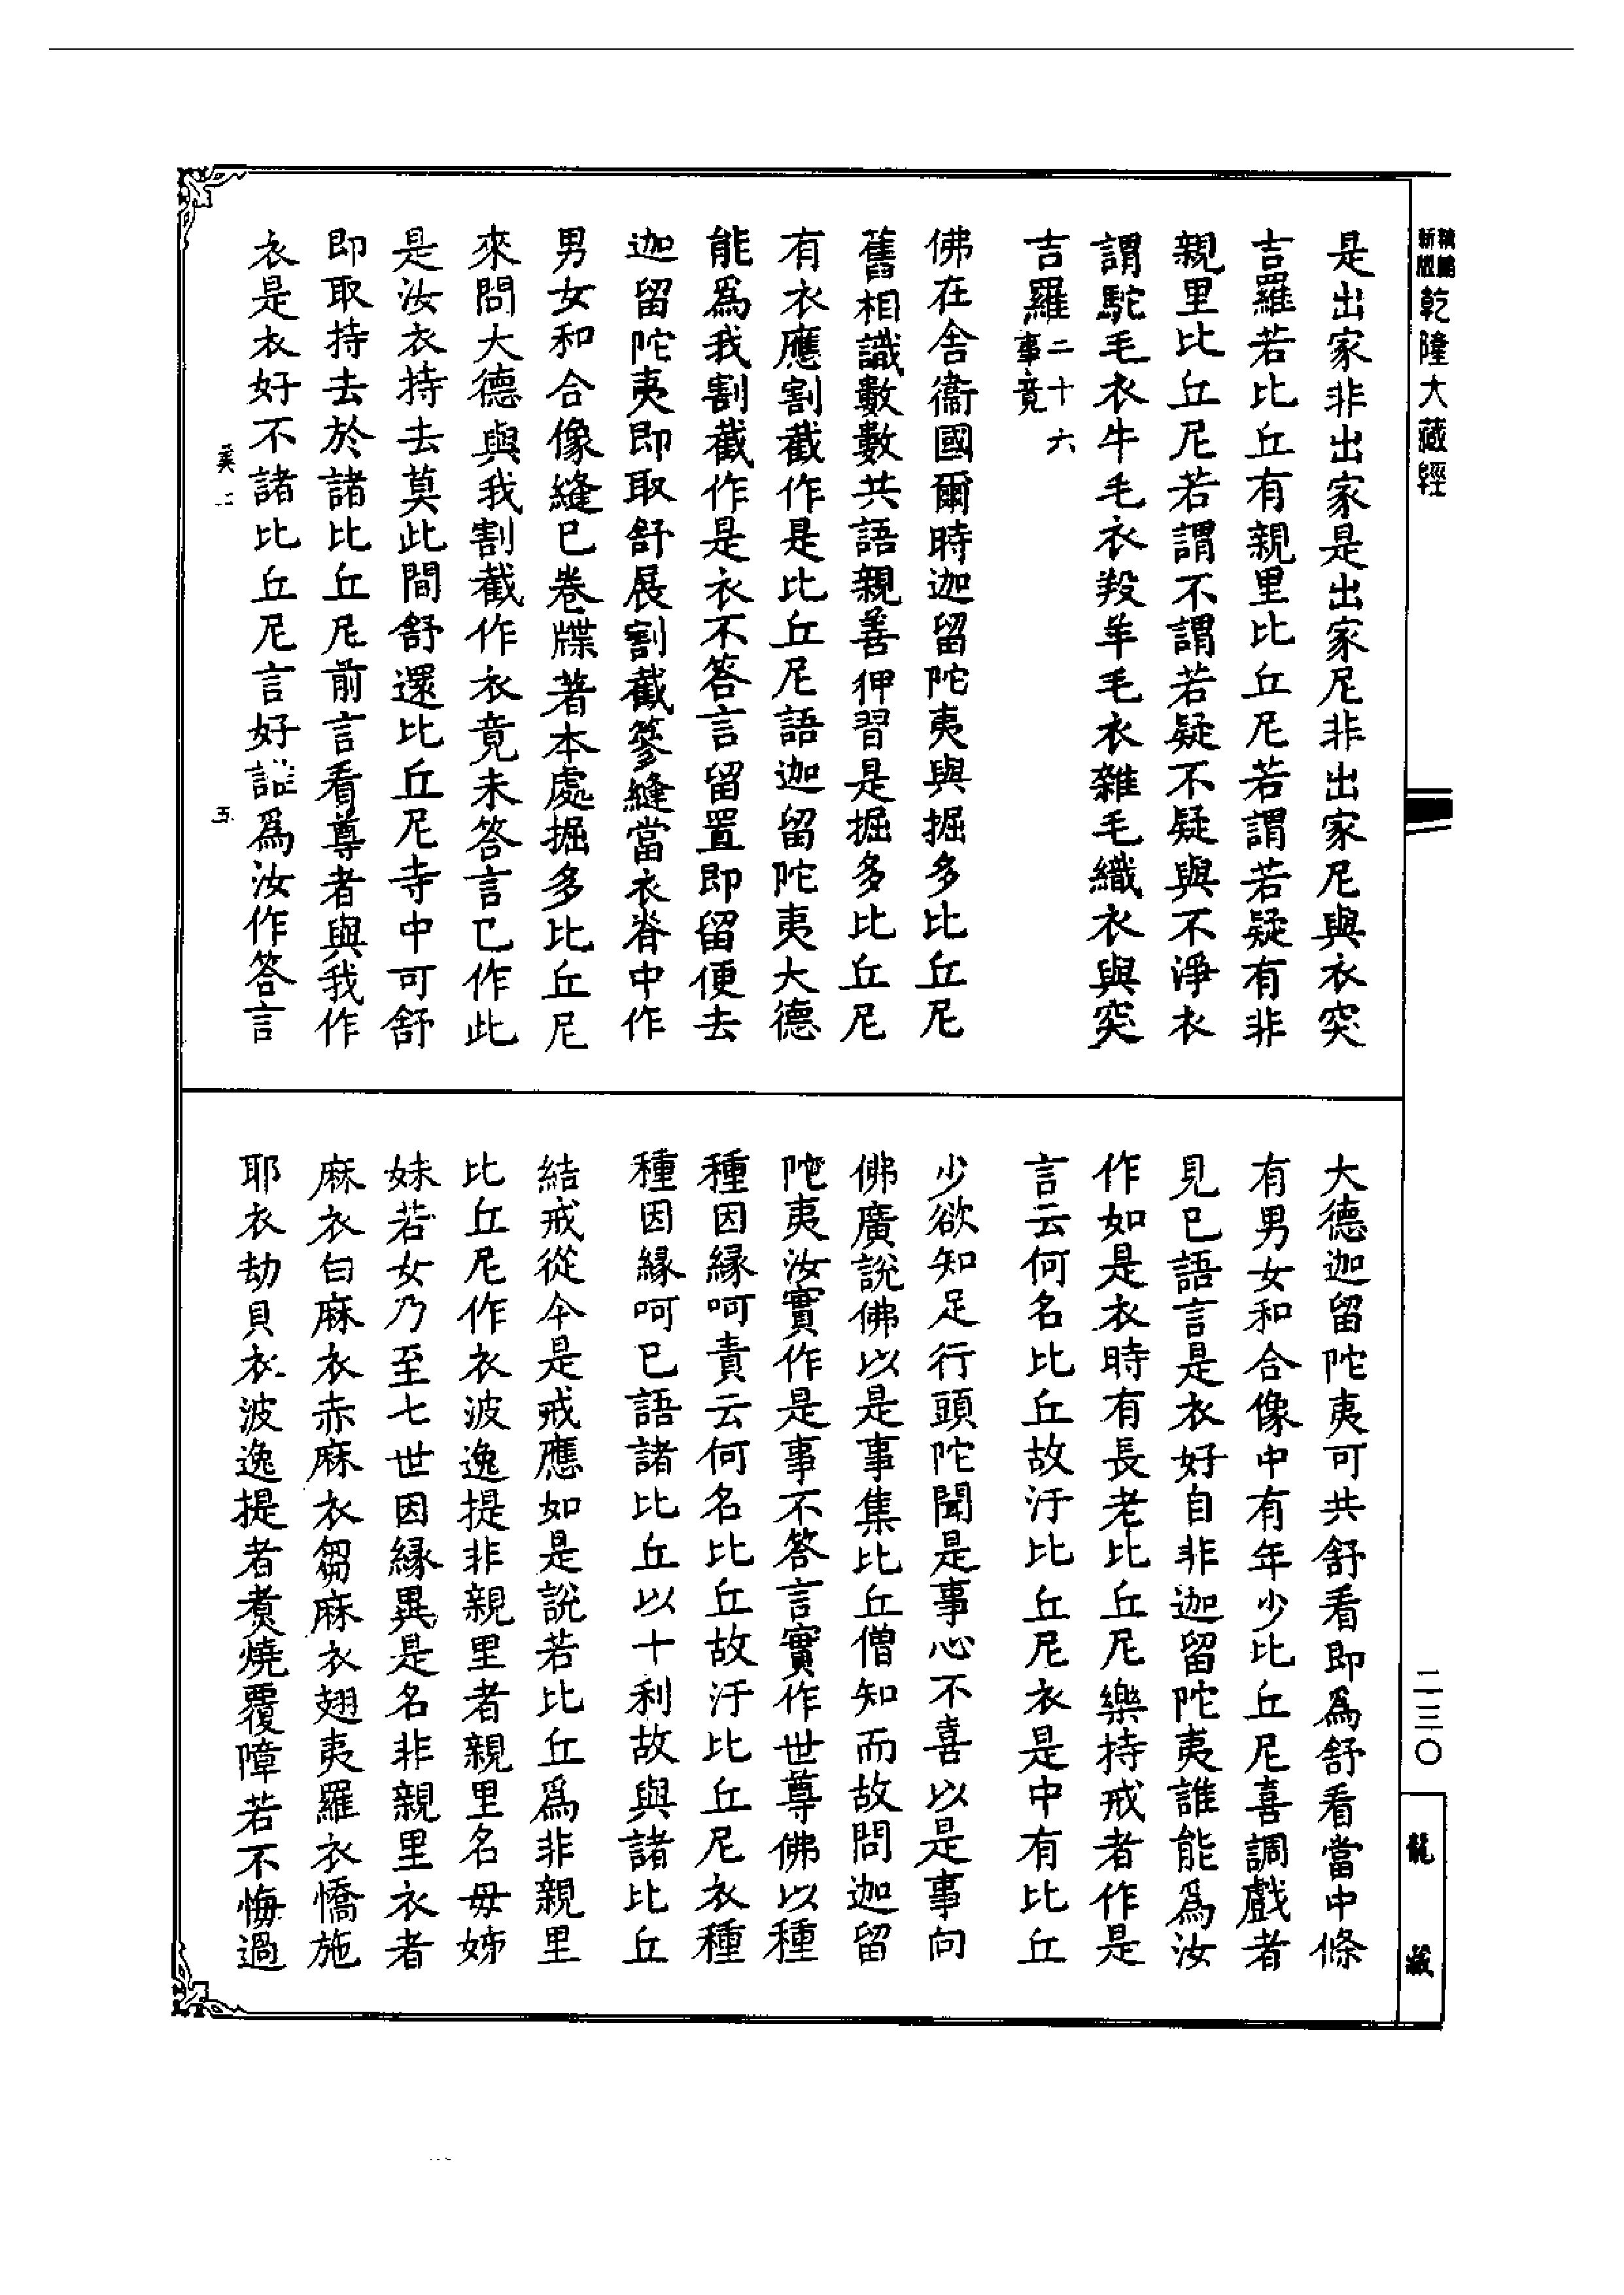 新編
新版乾隆大藏經
是出家非出家是出家尼非出家尼與衣突
吉羅若比丘有親里比丘尼若謂若疑有非
親里比丘尼若謂不謂若疑不疑與不淨衣
謂駝毛衣牛毛衣羖羊毛衣雜毛織衣與突
吉羅二十六事竟
佛在舍衞國爾時迦留陀夷與掘多比丘尼
舊相識數數共語親善狎習是掘多比丘尼
有衣應割截作是比丘尼語迦留陀夷大德
能爲我割截作是衣不答言留置即留便去
迦留陀夷即取舒展割截簝縫當衣脊中作
男女和合像縫已卷牒著本處掘多比丘尼
來問大德與我割截作衣竟未答言已作此
是汝衣持去莫此間舒還比丘尼寺中可舒
即取持去於諸比丘尼前言看尊者與我作
衣是衣好不諸比丘尼言好誰爲汝作答言
奚二
五
大德迦留陀夷可共舒看即爲舒看當中條
有男女和合像中有年少比丘尼喜調戲者
見已語言是衣好自非迦留陀夷誰能爲汝
作如是衣時有長老比丘尼樂持戒者作是
言云何名比丘故汙比丘尼衣是中有比丘
少欲知足行頭陀聞是事心不喜以是事向
佛廣說佛以是事集比丘僧知而故問迦留
陀夷汝實作是事不答言實作世尊佛以種
種因緣呵責云何名比丘故汙比丘尼衣種
種因緣呵已語諸比丘以十利故與諸比丘
結戒從今是戒應如是說若比丘爲非親里
比丘尼作衣波逸提非親里者親里名母姊
妹若女乃至七世因緣異是名非親里衣者
麻衣白麻衣赤麻衣芻麻衣翅夷羅衣憍施
耶衣劫貝衣波逸提者煑燒覆障若不悔過
二三〇
龍藏